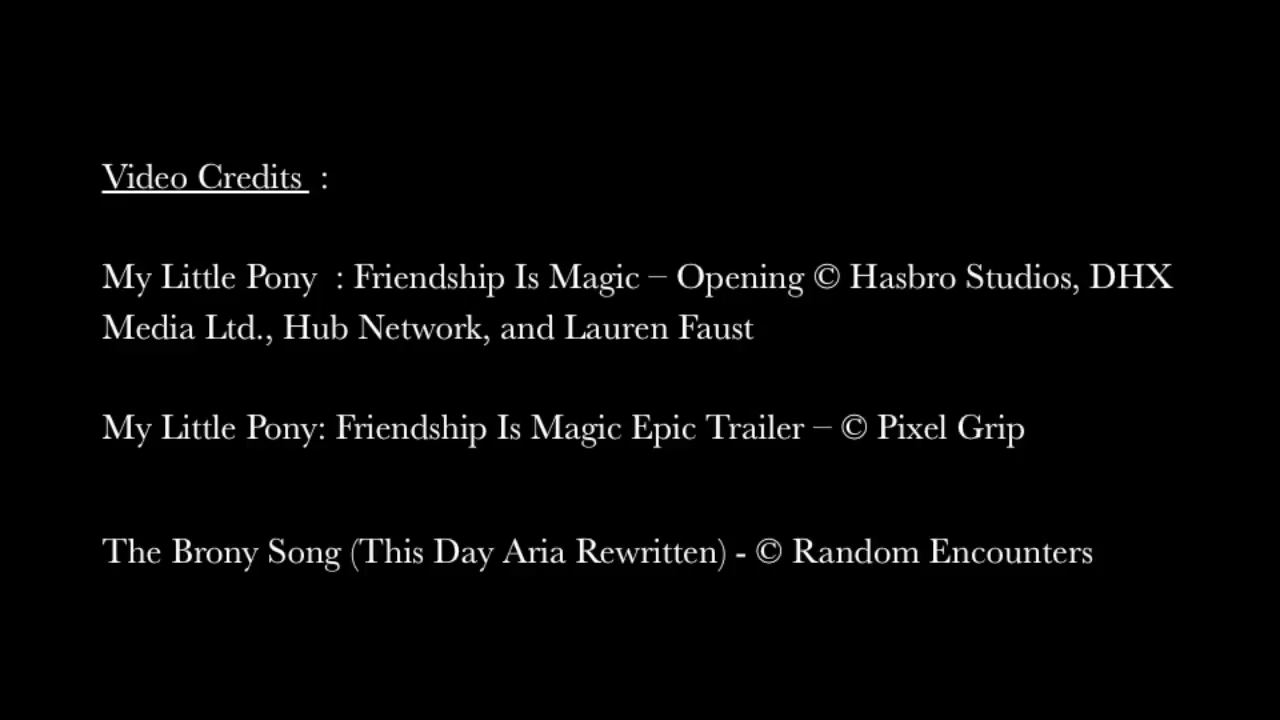 Video Credits :
My Little Pony : Friendship Is Magic – Opening © Hasbro Studios, DHX
Media Ltd., Hub Network, and Lauren Faust
My Little Pony: Friendship Is Magic Epic Trailer – © Pixel Grip
The Brony Song (This Day Aria Rewritten) - © Random Encounters